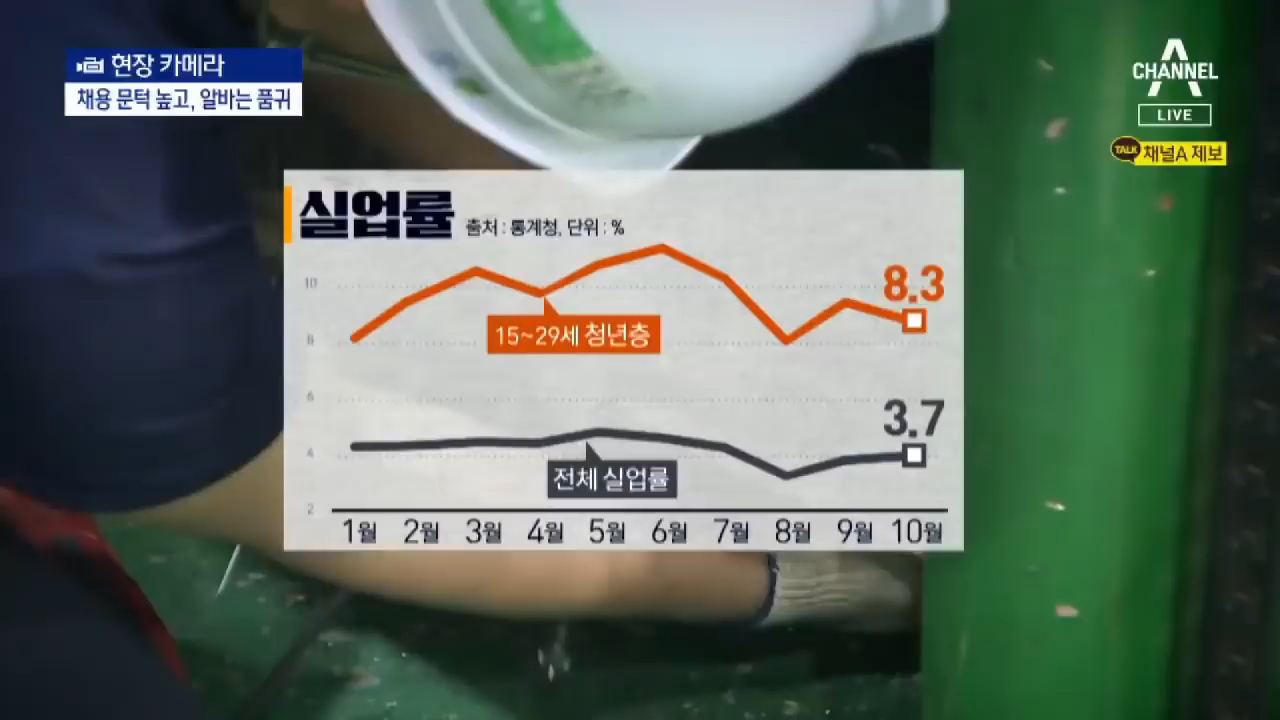 현장 카메라
채용 문턱 높고, 알바는 품귀
CHANNEL A
LIVE
TALK 채널A 제보
실업률 출처 : 통계청, 단위 : %
10
8
6
4
2
8.3
15~29세 청년층
3.7
전체 실업률
1월 2월 3월 4월 5월 6월 7월 8월 9월 10월